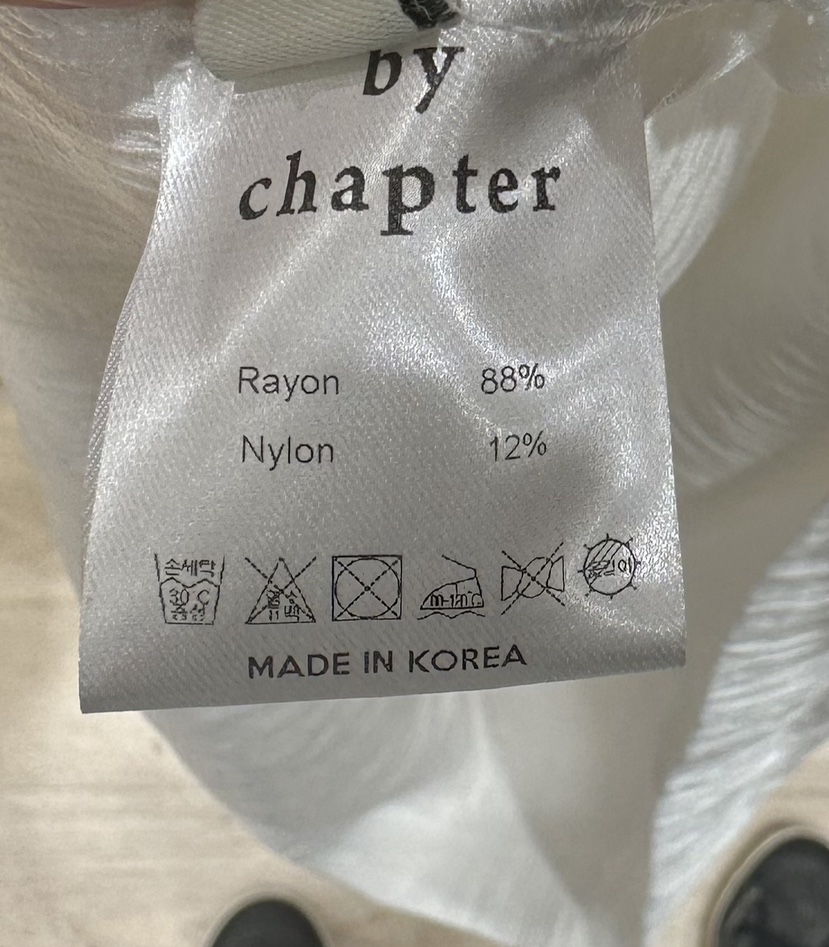 by
chapter
Rayon 88%
Nylon 12%
손세탁
30℃
중성
MADE IN KOREA